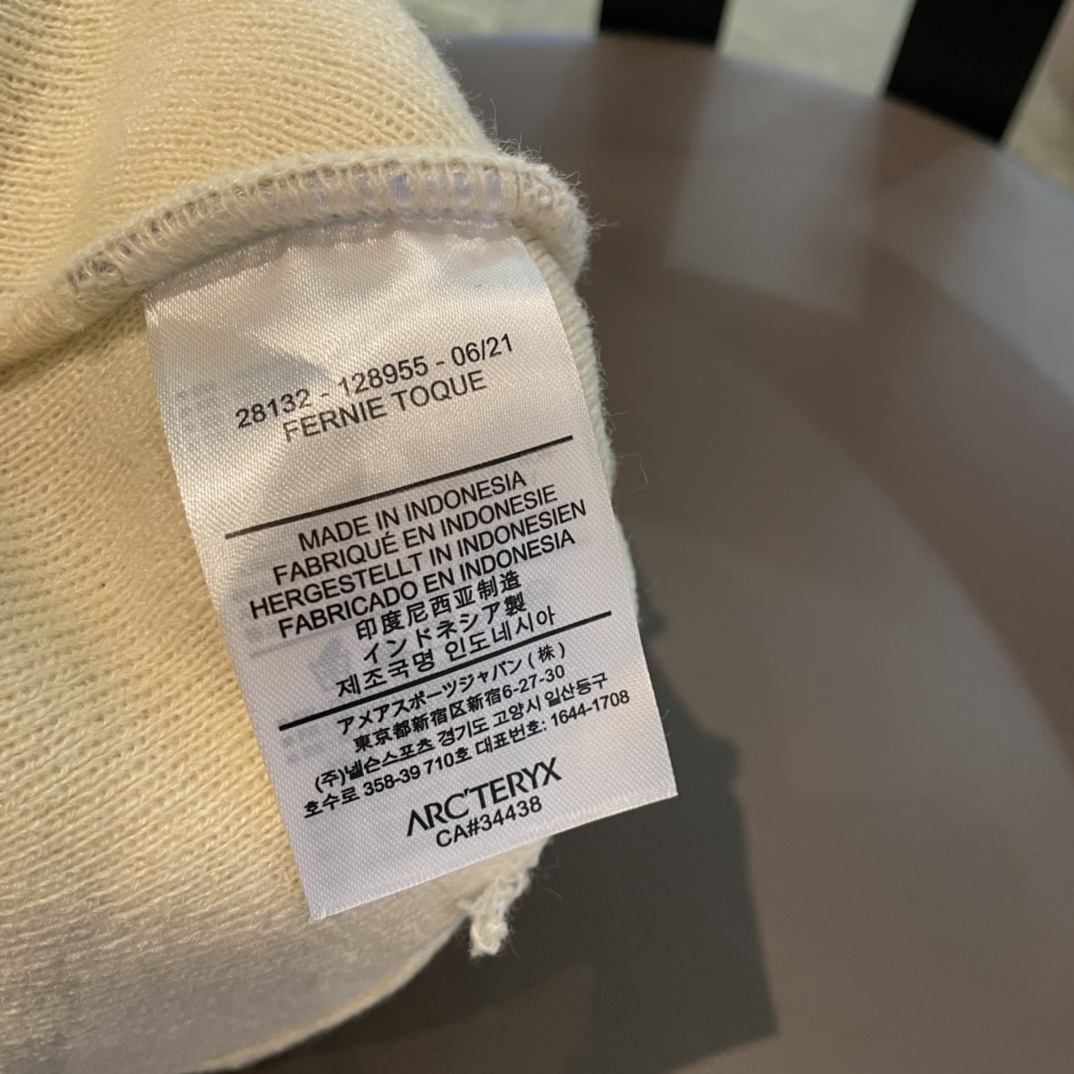 28132 - 128955 - 06/21
FERNIE TOQUE
MADE IN INDONESIA
FABRIQUÉ EN INDONESIE
HERGESTELLT IN INDONESIEN
FABRICADO EN INDONESIA
印度尼西亚制造
インドネシア製
제조국명 인도네시아
アメアスポーツジャパン(株)
東京都新宿区新宿6-27-30
(주)넬슨스포츠 경기도 고양시 일산동구
호수로 358-39 710호 대표번호: 1644-1708
ARC'TERYX
CA#34438